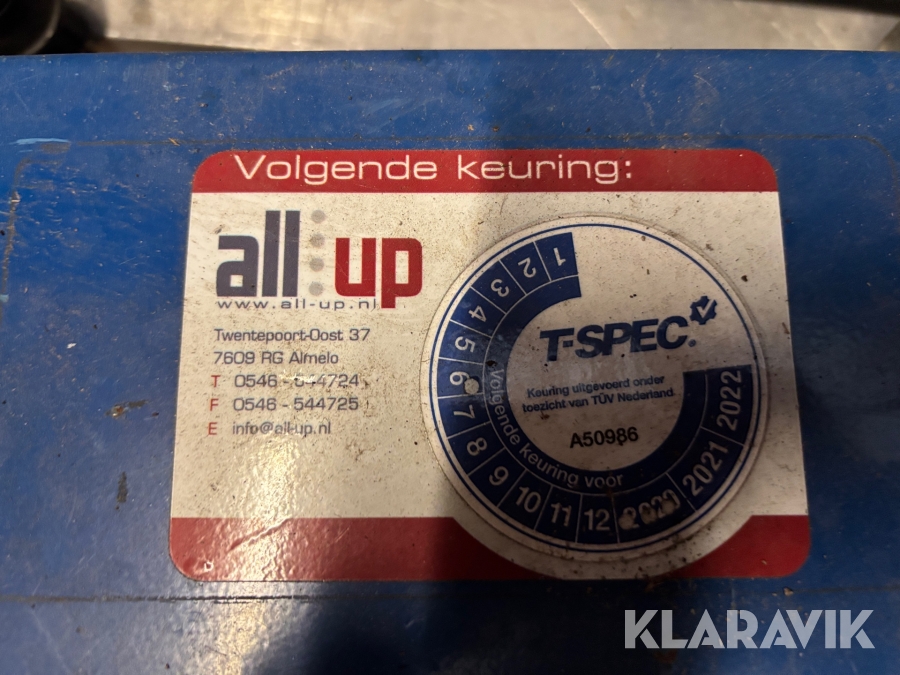 Volgende keuring:
all up
www.all-up.nl
Twentepoort-Oost 37
7609 RG Almelo
T 0546 - 544724
F 0546 - 544725
E info@all-up.nl
1 2 3 4 5 6 7 8 9 10 11 12 2020 2021 2022
Volgende keuring voor
T-SPEC.
Keuring uitgevoerd onder
toezicht van TÜV Nederland
A50986
KLARAVIK